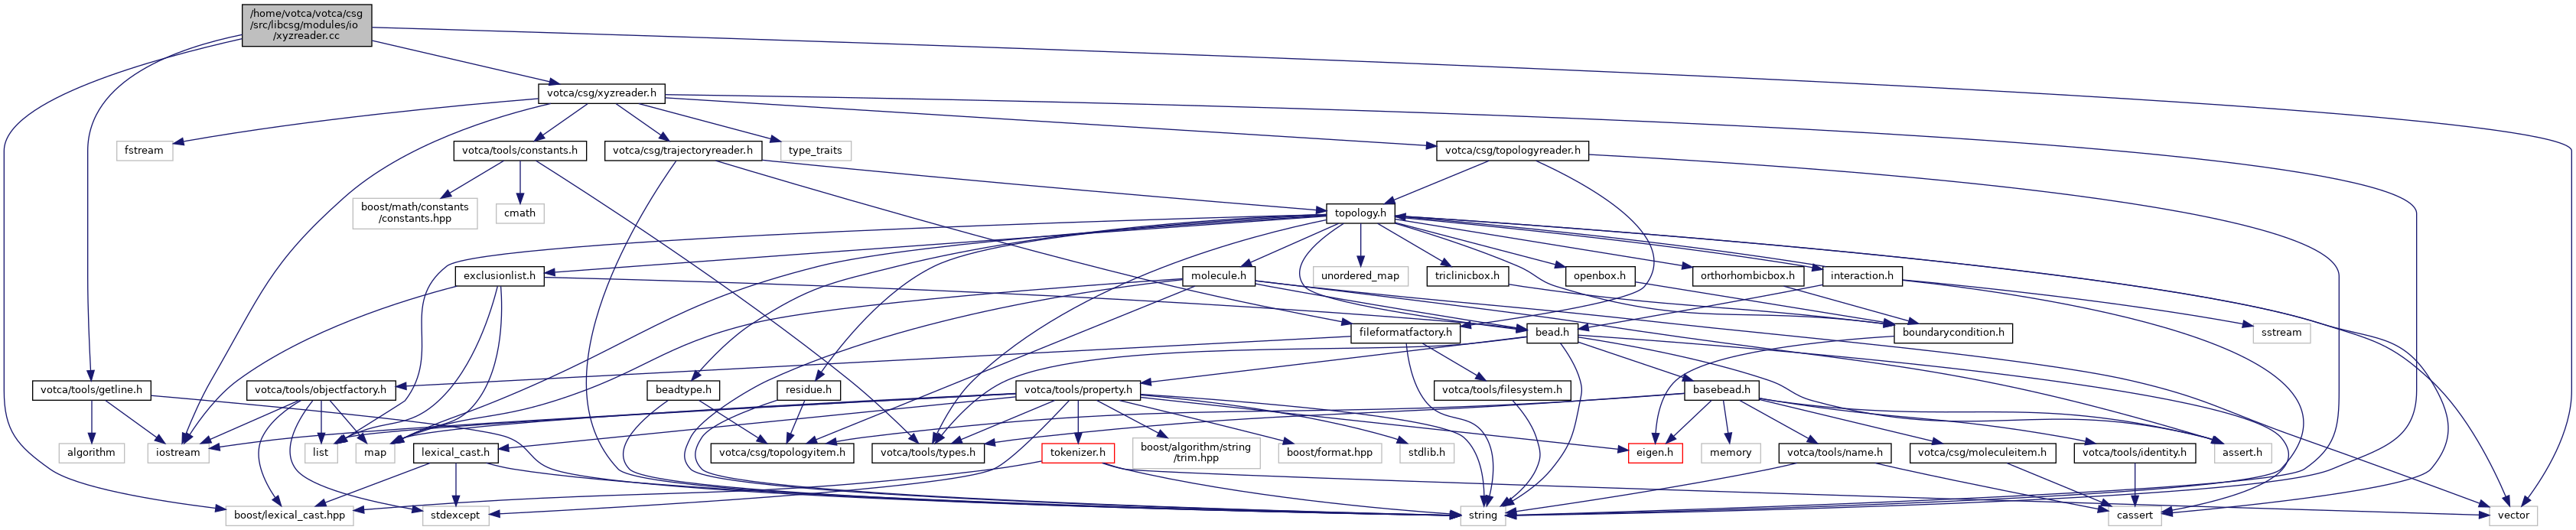 /home/votca/votca/csg
/src/libcsg/modules/io
/xyzreader.cc
votca/csg/xyzreader.h
fstream
votca/tools/constants.h
votca/csg/trajectoryreader.h
type_traits
votca/csg/topologyreader.h
boost/math/constants
/constants.hpp
cmath
topology.h
exclusionlist.h
molecule.h
unordered_map
triclinicbox.h
openbox.h
orthorhombicbox.h
interaction.h
fileformatfactory.h
bead.h
boundarycondition.h
sstream
votca/tools/getline.h
votca/tools/objectfactory.h
beadtype.h
residue.h
votca/tools/property.h
votca/tools/filesystem.h
basebead.h
algorithm
iostream
list
map
lexical_cast.h
votca/csg/topologyitem.h
votca/tools/types.h
tokenizer.h
boost/algorithm/string
/trim.hpp
boost/format.hpp
stdlib.h
eigen.h
memory
votca/tools/name.h
votca/csg/moleculeitem.h
votca/tools/identity.h
assert.h
boost/lexical_cast.hpp
stdexcept
string
cassert
vector